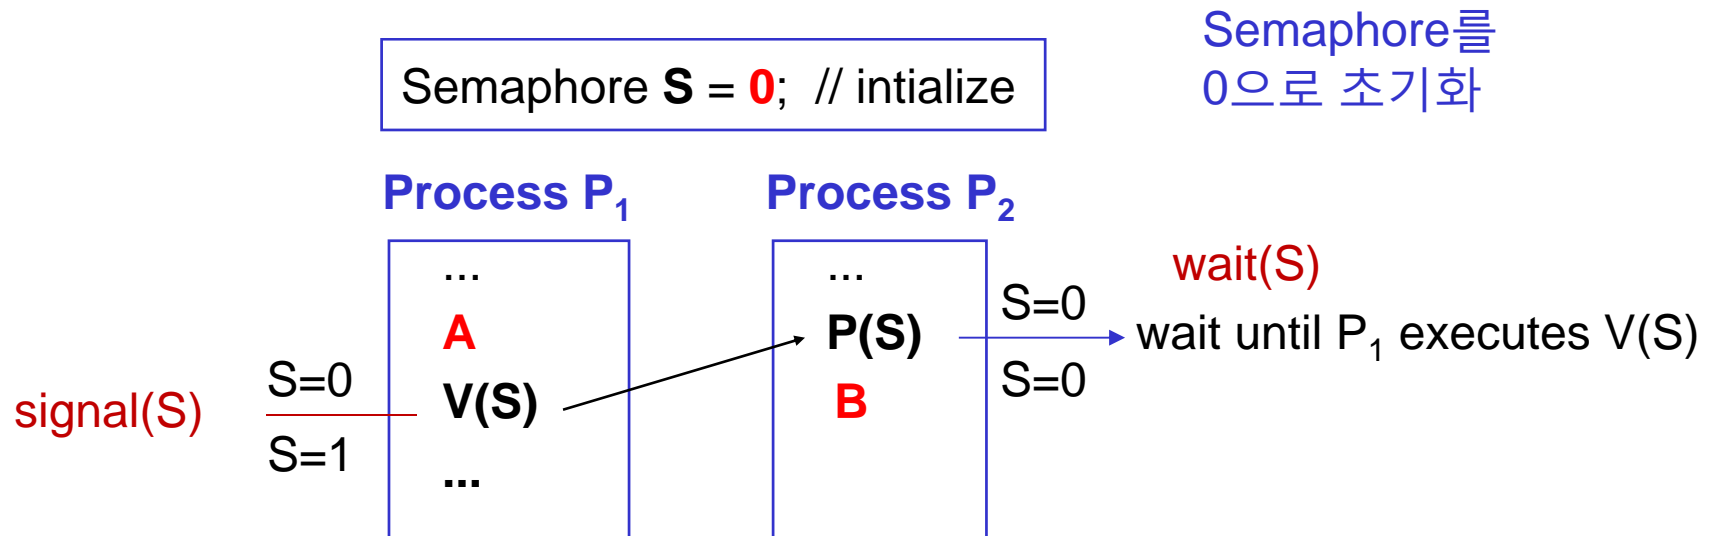 Semaphore를
0으로 초기화
Semaphore S = 0; // intialize
Process P₁
Process P₂
...
A
V(S)
...
...
P(S)
B
signal(S)
S=0
S=1
S=0
S=0
wait(S)
wait until P₁ executes V(S)